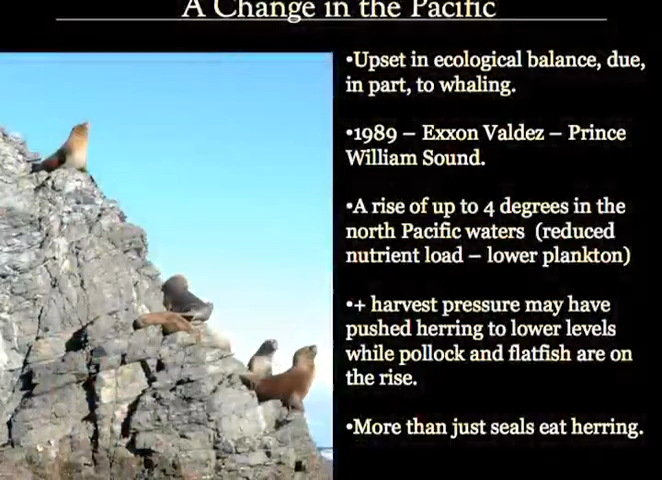 A Change in the Pacific
•Upset in ecological balance, due,
in part, to whaling.
•1989 – Exxon Valdez – Prince
William Sound.
•A rise of up to 4 degrees in the
north Pacific waters  (reduced
nutrient load – lower plankton)
•+ harvest pressure may have
pushed herring to lower levels
while pollock and flatfish are on
the rise.
•More than just seals eat herring.